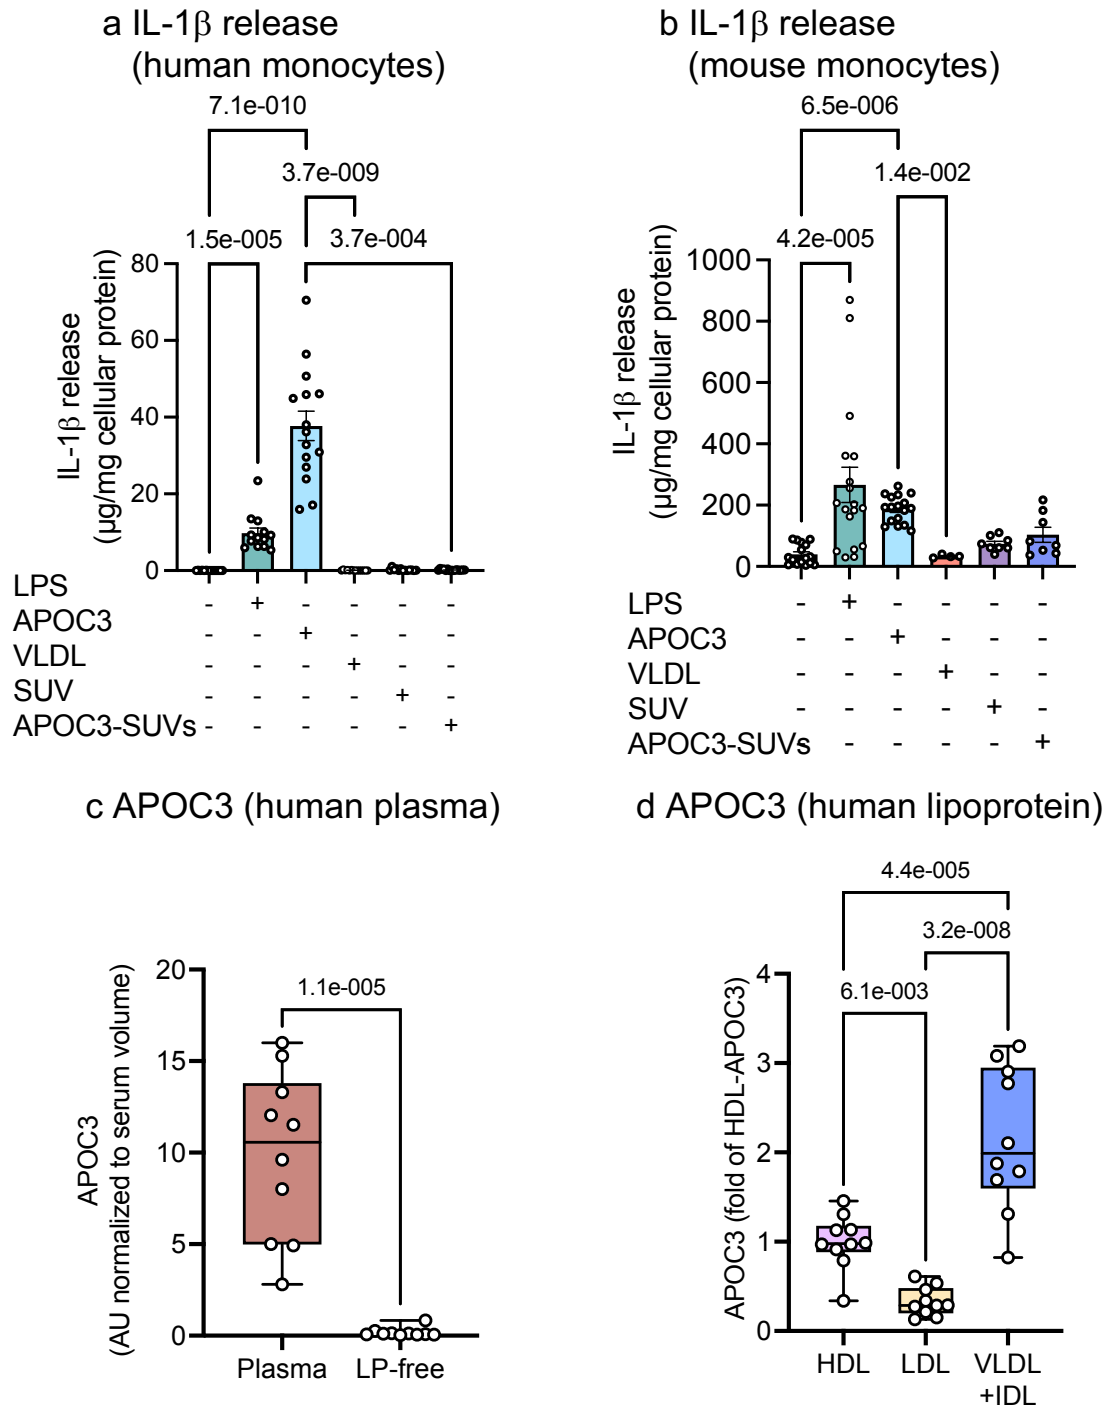 a IL-1β release
(human monocytes)
7.1e-010
3.7e-009
1.5e-005
3.7e-004
IL-1β release
(µg/mg cellular protein)
80
60
40
20
0
LPS - + - - - -
APOC3 - - + - - -
VLDL - - - + - -
SUV - - - - + -
APOC3-SUVs - - - - - +
b IL-1β release
(mouse monocytes)
6.5e-006
1.4e-002
4.2e-005
IL-1β release
(µg/mg cellular protein)
1000
800
600
400
200
0
LPS - + - - - -
APOC3 - - + - - -
VLDL - - - + - -
SUV - - - - + -
APOC3-SUVs - - - - - +
c APOC3 (human plasma)
1.1e-005
APOC3
(AU normalized to serum volume)
20
15
10
5
0
Plasma LP-free
d APOC3 (human lipoprotein)
4.4e-005
3.2e-008
6.1e-003
APOC3 (fold of HDL-APOC3)
4
3
2
1
0
HDL LDL VLDL
+IDL